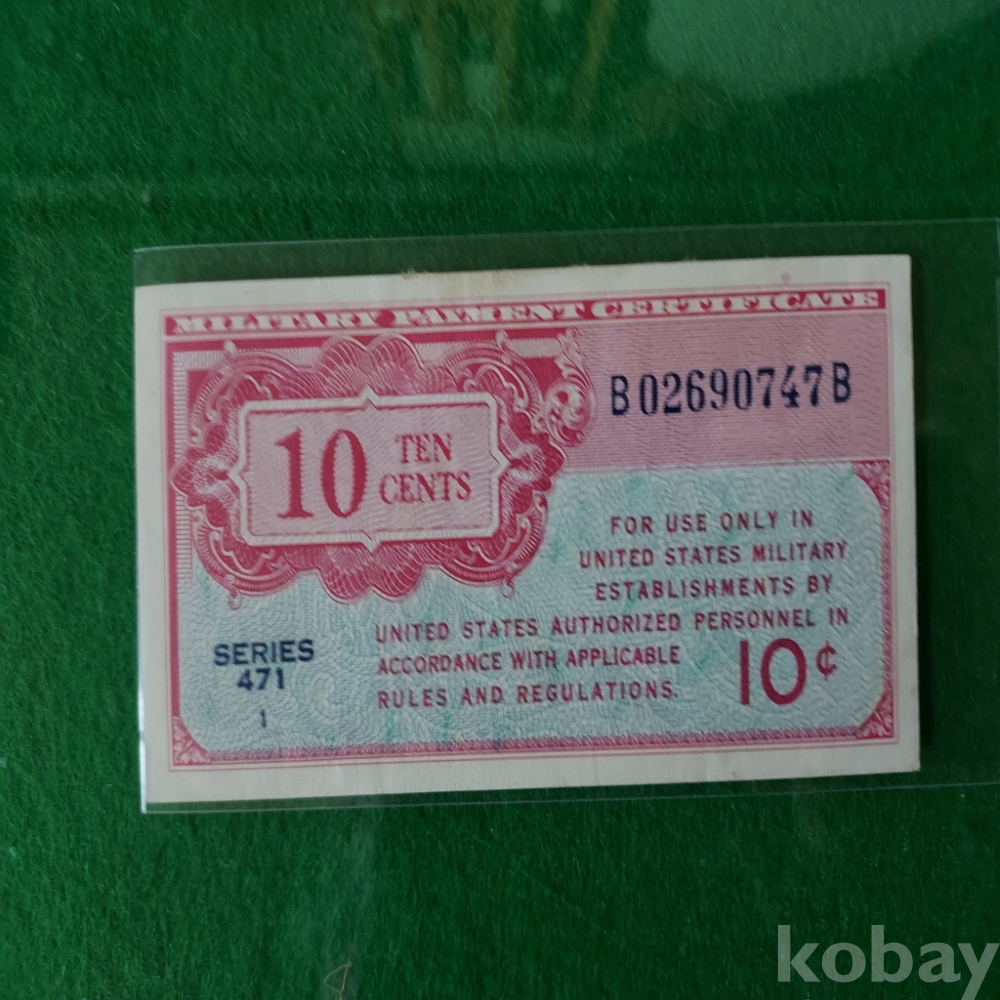 MILITARY PAYMENT CERTIFICATE
B02690747B
10 TEN
CENTS
FOR USE ONLY IN
UNITED STATES MILITARY
ESTABLISHMENTS BY
UNITED STATES AUTHORIZED PERSONNEL IN
ACCORDANCE WITH APPLICABLE
RULES AND REGULATIONS.
10¢
SERIES
471
1
kobay